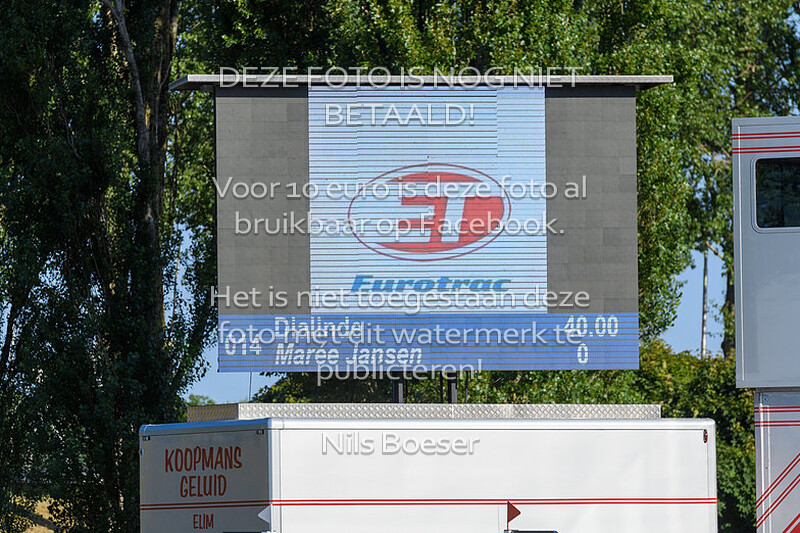 DEZE FOTO IS NOG NIET
BETAALD!
Voor 10 euro is deze foto al
bruikbaar op Facebook.
ET
Eurotrac
Het is niet toegestaan deze
foto met dit watermerk te
publiceren!
014 Dialinde 40.00
Maree Jansen 0
Nils Boeser
KOOPMANS
GELUID
ELIM